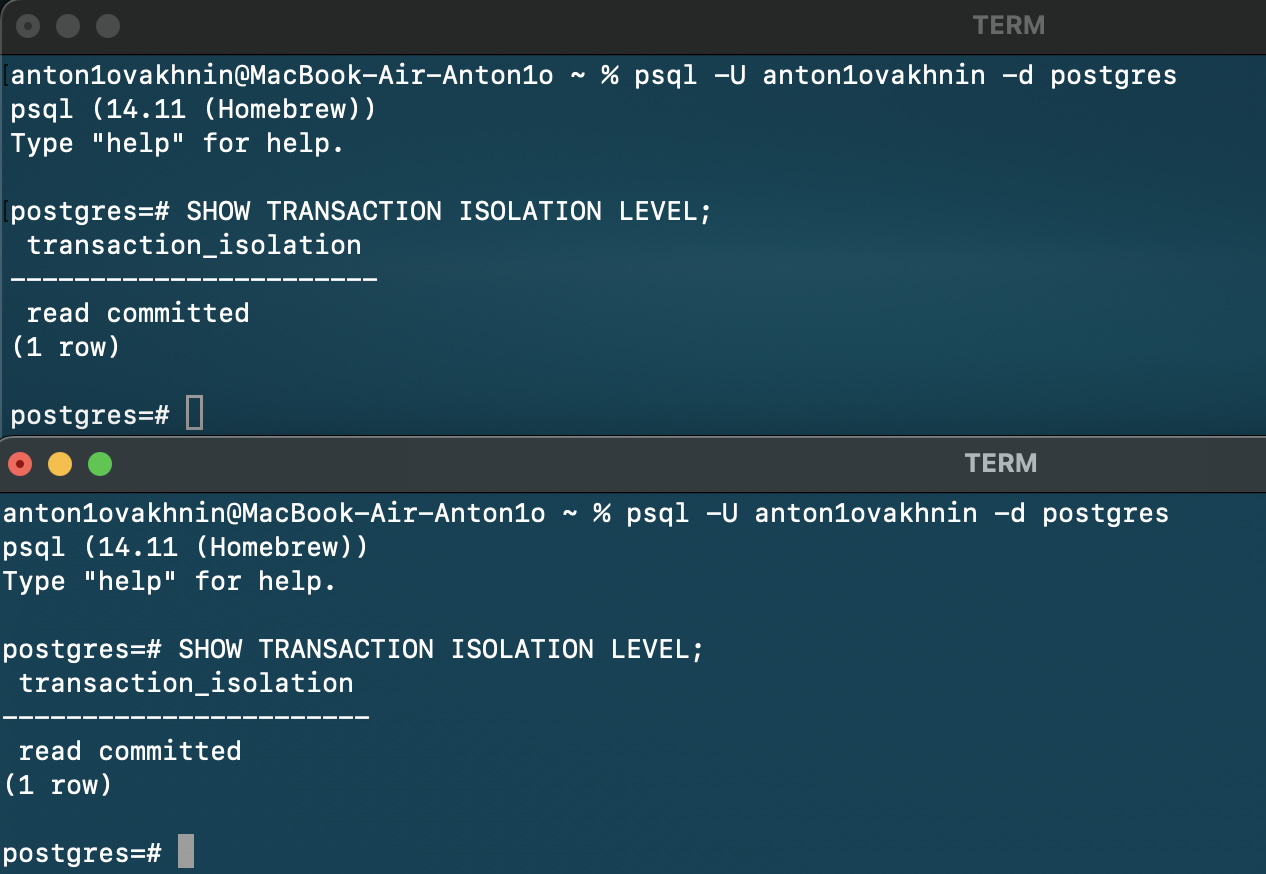 TERM
[anton1ovakhnin@MacBook-Air-Anton1o ~ % psql -U anton1ovakhnin -d postgres
psql (14.11 (Homebrew))
Type "help" for help.
[postgres=# SHOW TRANSACTION ISOLATION LEVEL;
 transaction_isolation
-----------------------
 read committed
(1 row)
postgres=#
TERM
anton1ovakhnin@MacBook-Air-Anton1o ~ % psql -U anton1ovakhnin -d postgres
psql (14.11 (Homebrew))
Type "help" for help.
postgres=# SHOW TRANSACTION ISOLATION LEVEL;
 transaction_isolation
-----------------------
 read committed
(1 row)
postgres=#